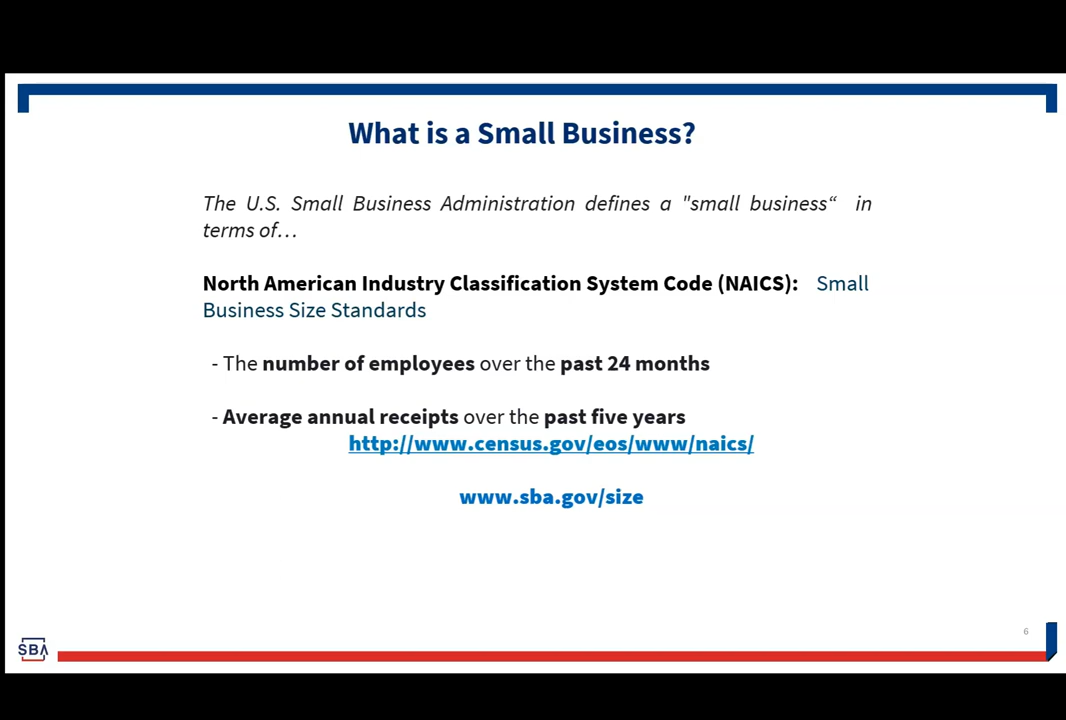 What is a Small Business?
The U.S. Small Business Administration defines a "small business“ in
terms of…
North American Industry Classification System Code (NAICS): Small
Business Size Standards
- The number of employees over the past 24 months
- Average annual receipts over the past five years
http://www.census.gov/eos/www/naics/
www.sba.gov/size
6
SBA